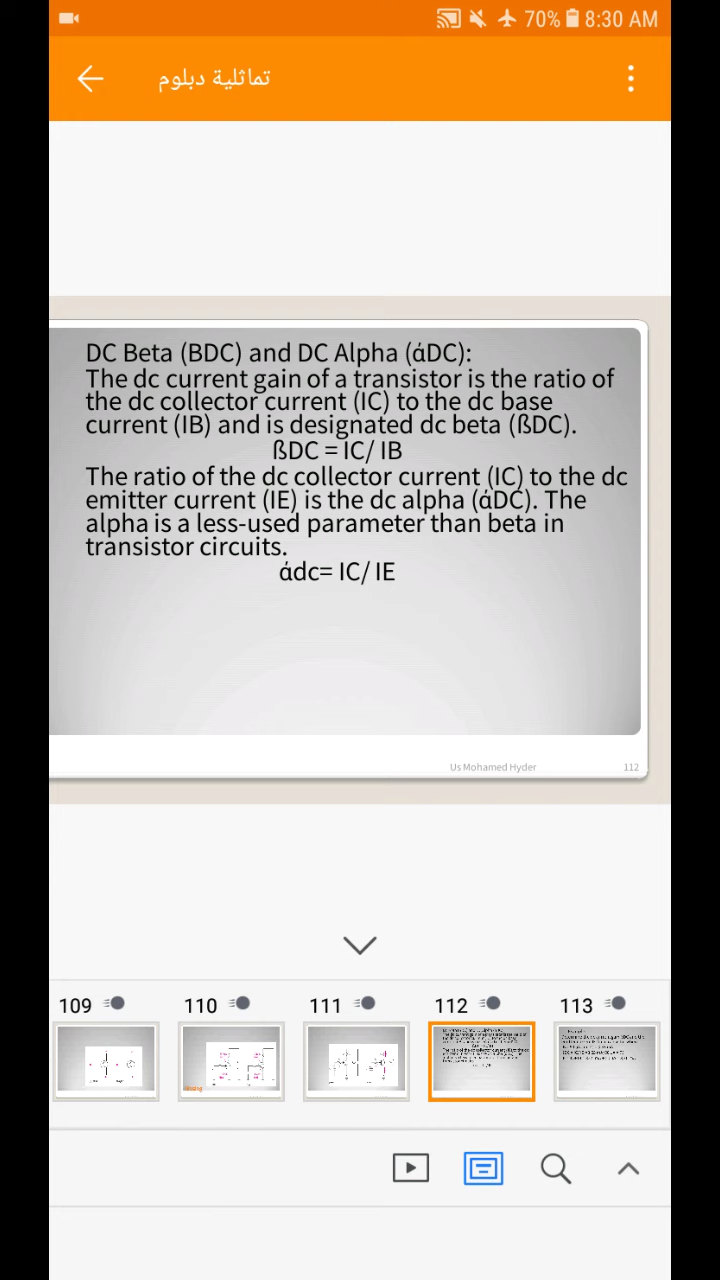 70% 8:30 AM
تماثلية دبلوم
DC Beta (BDC) and DC Alpha (άDC):
The dc current gain of a transistor is the ratio of
the dc collector current (IC) to the dc base
current (IB) and is designated dc beta (ßDC).
ßDC = IC/ IB
The ratio of the dc collector current (IC) to the dc
emitter current (IE) is the dc alpha (άDC). The
alpha is a less-used parameter than beta in
transistor circuits.
άdc= IC/ IE
Us Mohamed Hyder 112
109 110 111 112 113